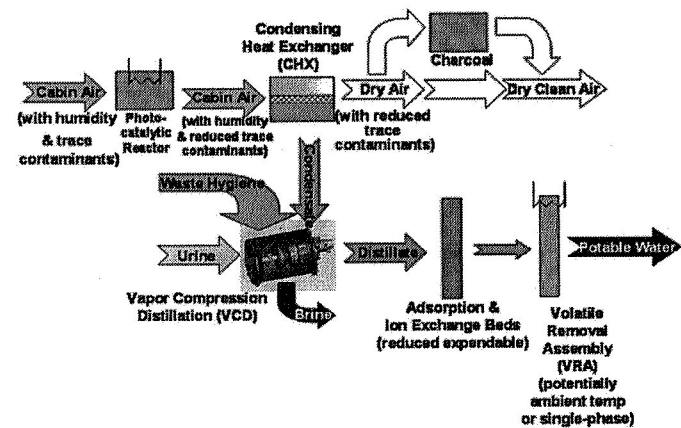 Condensing
Heat Exchanger
(CHX)
Charcoal
Cabin Air
(with humidity
& trace
contaminants)
Photo-
catalytic
Reactor
Cabin Air
(with humidity
& reduced trace
contaminants)
Dry Air
(with reduced
trace
contaminants)
Dry Clean Air
Condensate
Waste Hygiene
Urine
Vapor Compression
Distillation (VCD)
Brine
Distillate
Adsorption &
Ion Exchange Beds
(reduced expendable)
Potable Water
Volatile
Removal
Assembly
(VRA)
(potentially
ambient temp
or single-phase)